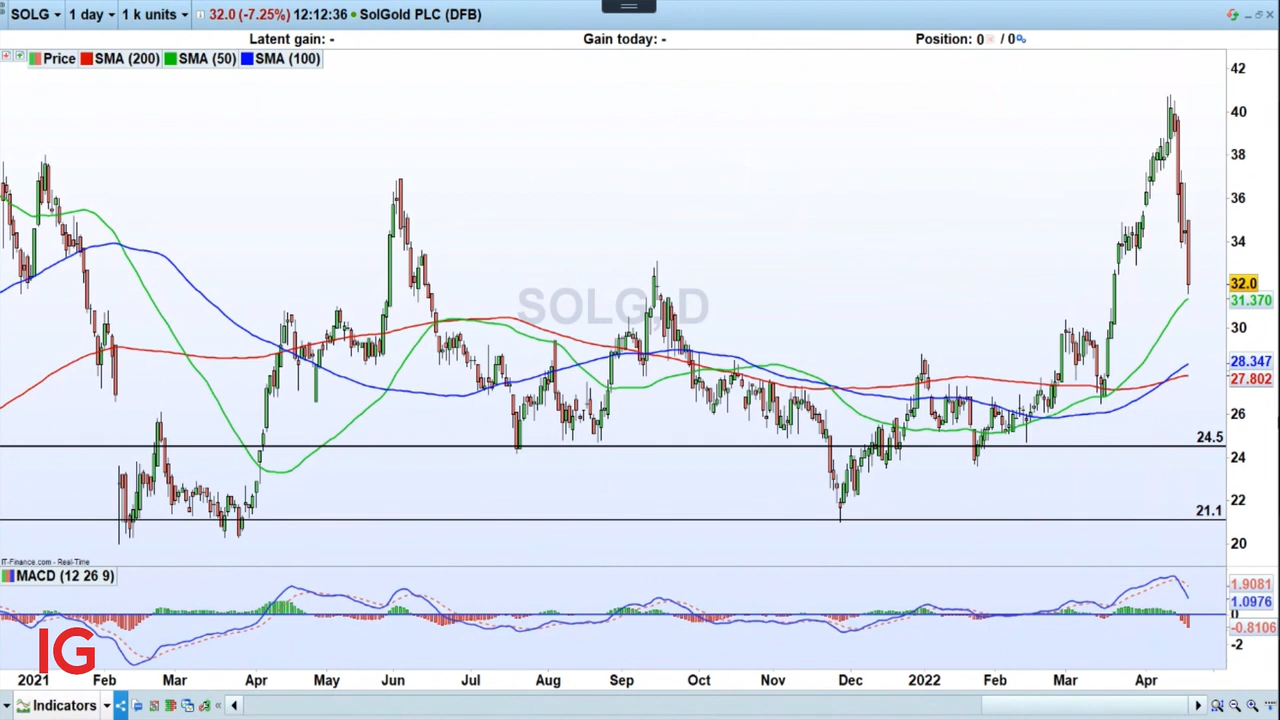 SOLG 1 day 1 k units 32.0 (-7.25%) 12:12:36 SolGold PLC (DFB)
Latent gain: - Gain today: - Position: 0 / 0
Price SMA (200) SMA (50) SMA (100)
42
40
38
36
34
32.0
31.370
30
28.347
27.802
26
24.5
24
22
21.1
20
SOLG, D
IT-Finance.com - Real-Time
MACD (12 26 9)
1.9081
1.0976
0
-0.8106
-2
IG
2021 Feb Mar Apr May Jun Jul Aug Sep Oct Nov Dec 2022 Feb Mar Apr
Indicators